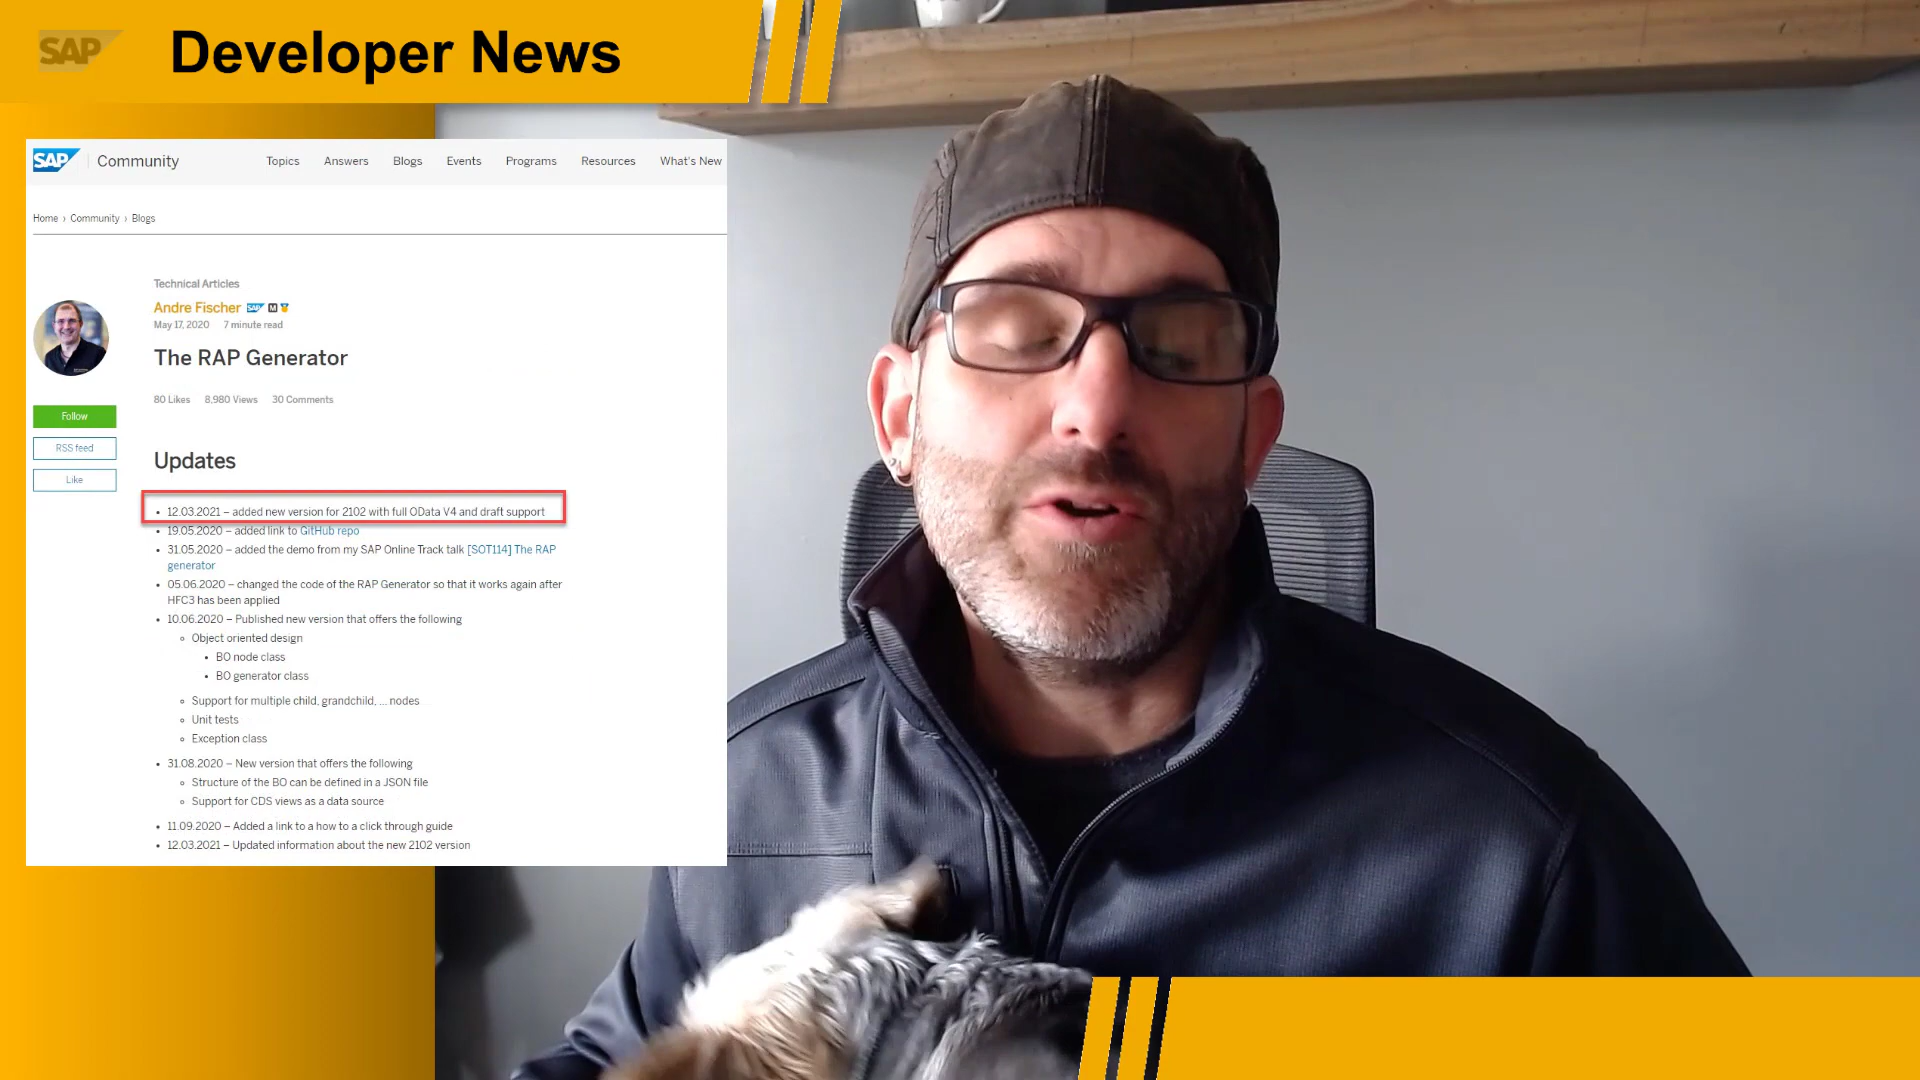 SAP Developer News
SAP Community Topics Answers Blogs Events Programs Resources What's New
Home › Community › Blogs
Technical Articles
Andre Fischer SAP M
May 17, 2020 7 minute read
The RAP Generator
80 Likes 8,980 Views 30 Comments
Follow
RSS feed
Like
Updates
• 12.03.2021 – added new version for 2102 with full OData V4 and draft support
• 19.05.2020 – added link to GitHub repo
• 31.05.2020 – added the demo from my SAP Online Track talk [SOT114] The RAP
generator
• 05.06.2020 – changed the code of the RAP Generator so that it works again after
HFC3 has been applied
• 10.06.2020 – Published new version that offers the following
◦ Object oriented design
• BO node class
• BO generator class
◦ Support for multiple child, grandchild, ... nodes
◦ Unit tests
◦ Exception class
• 31.08.2020 – New version that offers the following
◦ Structure of the BO can be defined in a JSON file
◦ Support for CDS views as a data source
• 11.09.2020 – Added a link to a how to a click through guide
• 12.03.2021 – Updated information about the new 2102 version